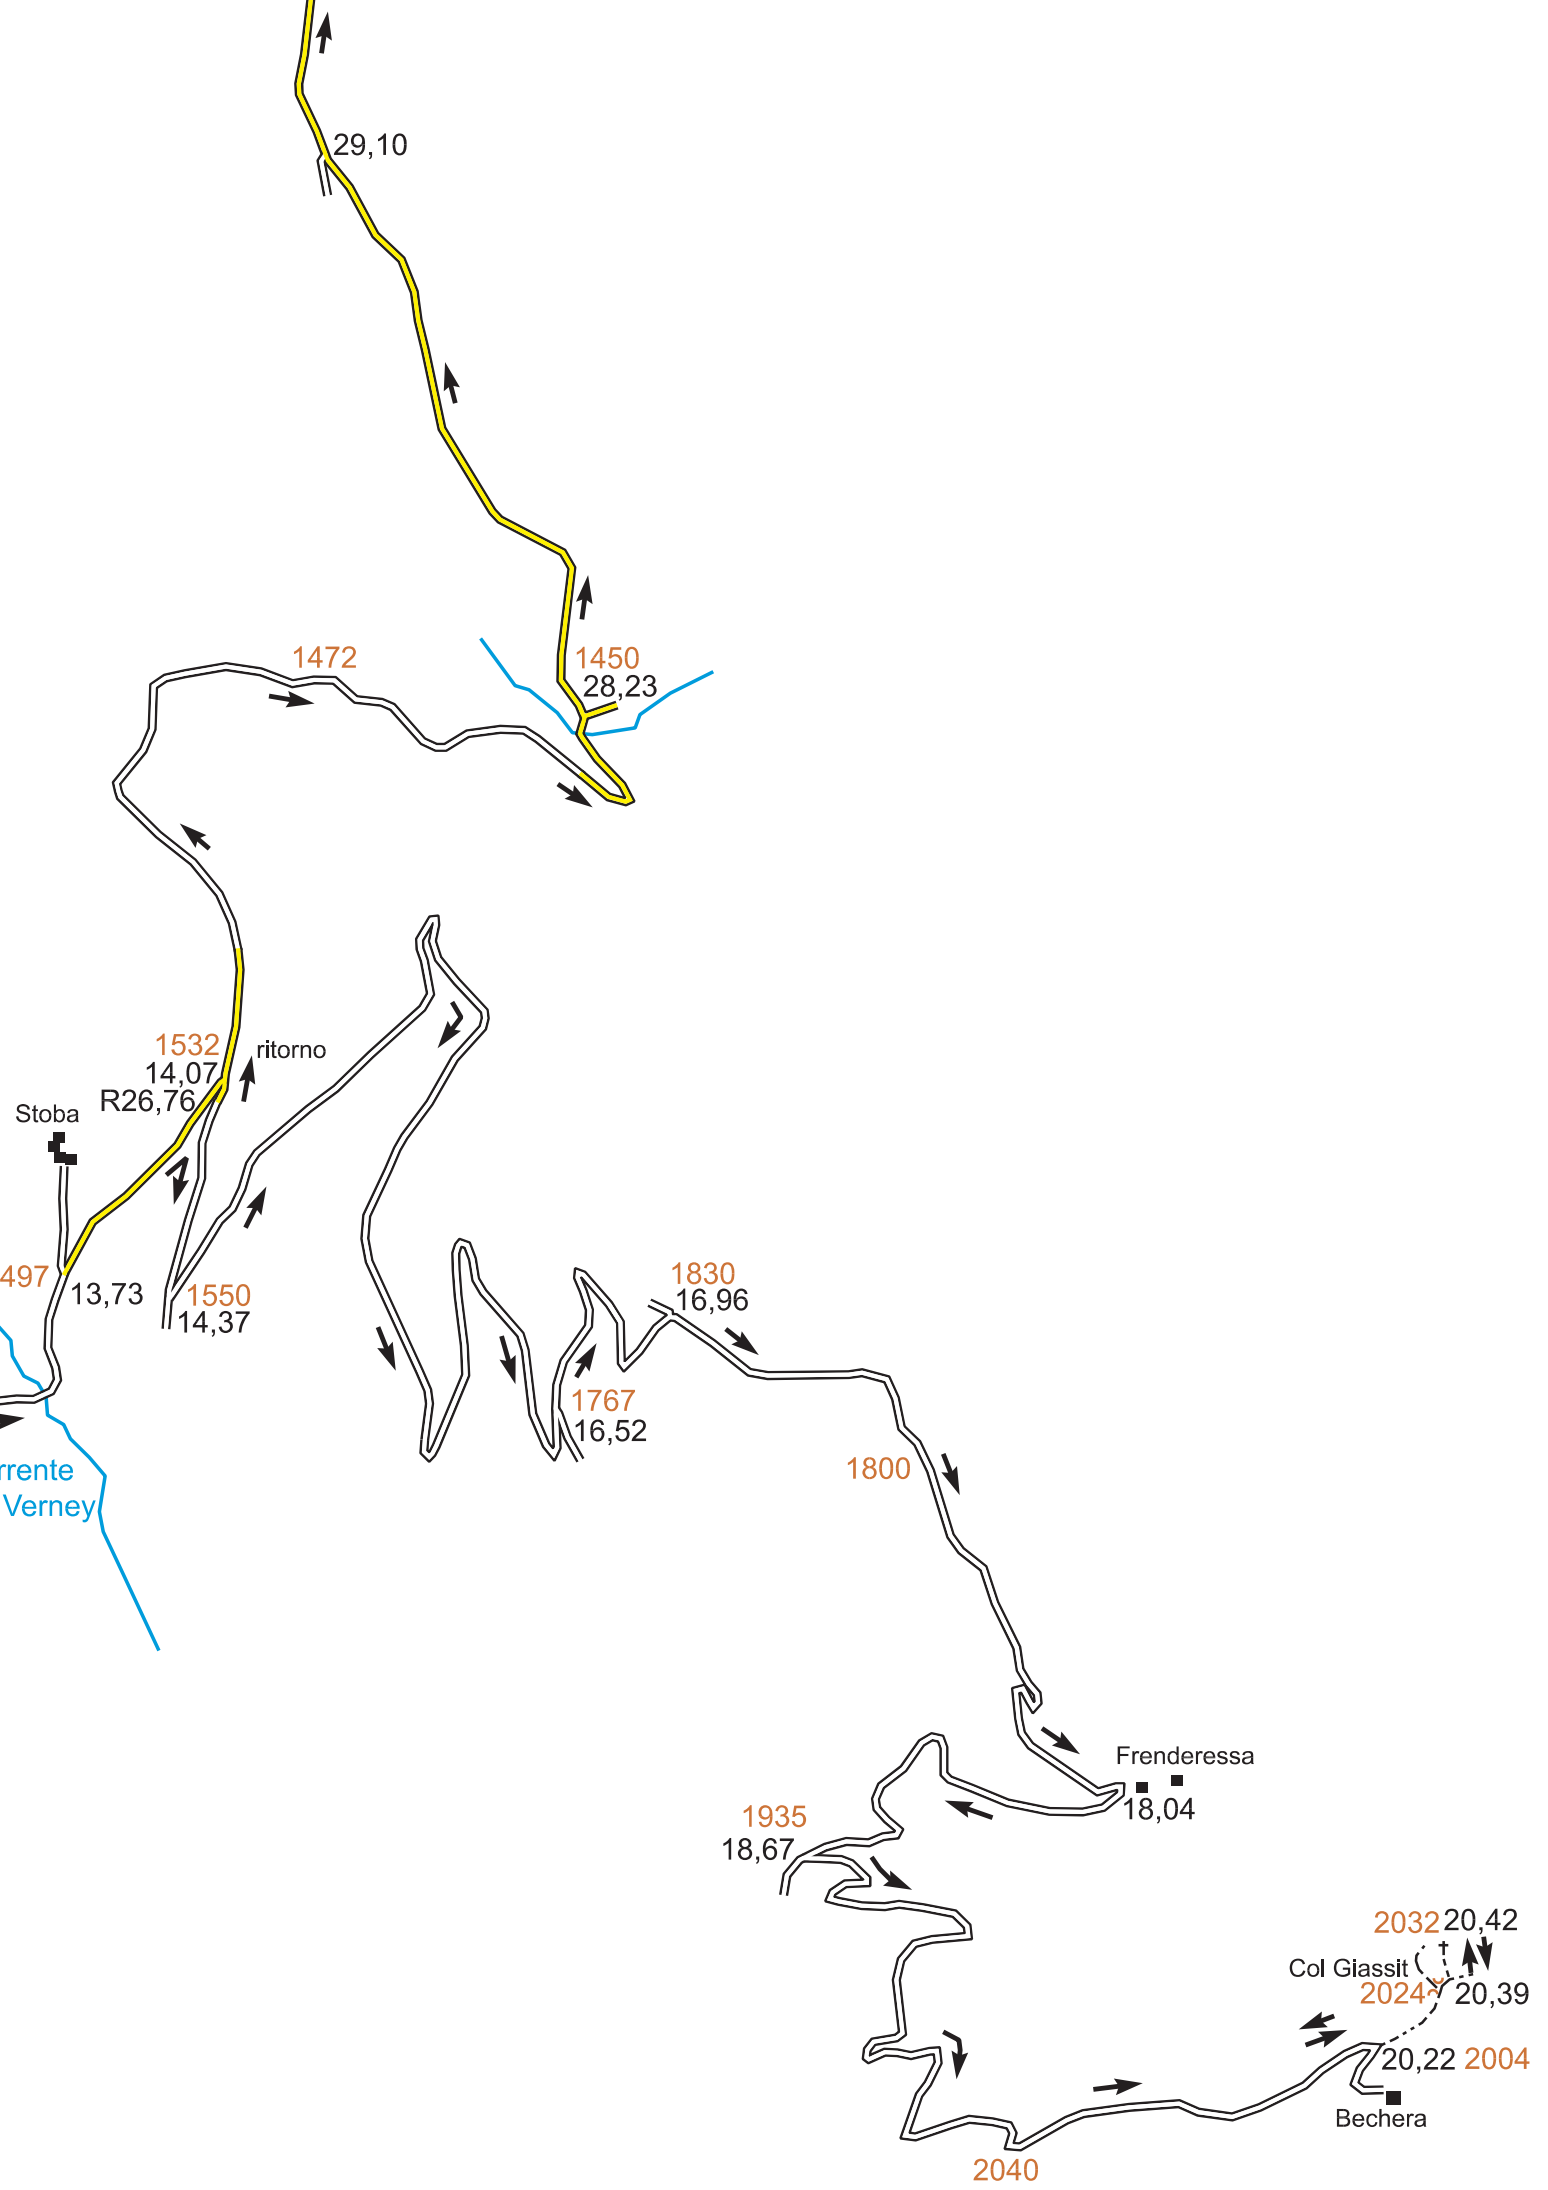 29,10
1472
1450
28,23
1532
ritorno
14,07
R26,76
Stoba
497
13,73
1550
14,37
1830
16,96
1767
16,52
rrente
Verney
1800
Frenderessa
18,04
1935
18,67
2032 20,42
Col Giassit
2024 20,39
20,22 2004
Bechera
2040